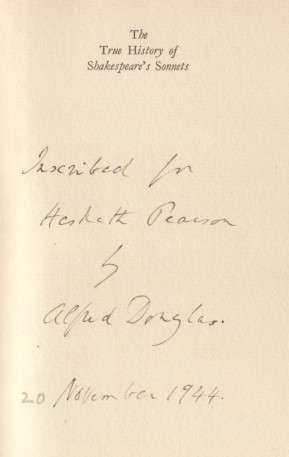 The
True History of
Shakespeare's Sonnets
Inscribed for
Hesketh Pearson
by
Alfred Douglas.
20 November 1944.